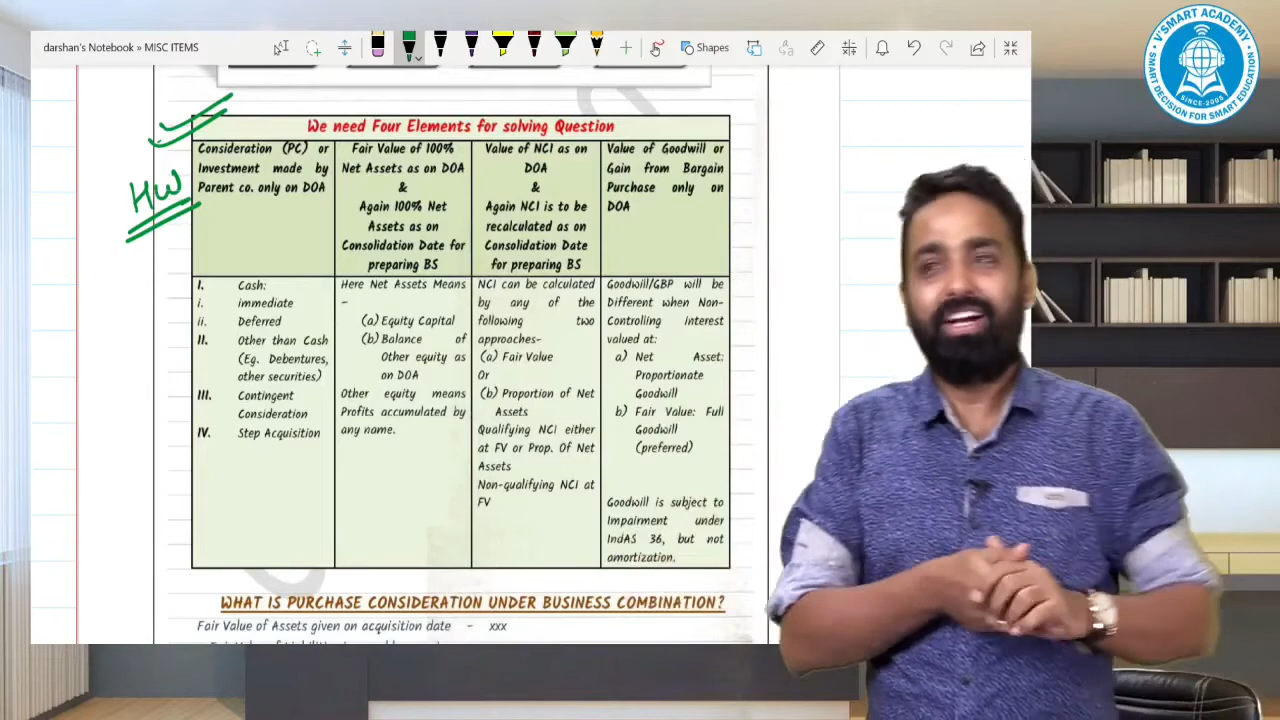 darshan's Notebook » MISC ITEMS
Shapes
V'SMART ACADEMY
SMART DECISION FOR SMART EDUCATION
SINCE-2005
HW
We need Four Elements for solving Question
Consideration (PC) or
Investment made by
Parent co. only on DOA
Fair Value of 100%
Net Assets as on DOA
&
Again 100% Net
Assets as on
Consolidation Date for
preparing BS
Value of NCI as on
DOA
&
Again NCI is to be
recalculated as on
Consolidation Date
for preparing BS
Value of Goodwill or
Gain from Bargain
Purchase only on
DOA
I. Cash:
i. immediate
ii. Deferred
II. Other than Cash
(Eg. Debentures,
other securities)
III. Contingent
Consideration
IV. Step Acquisition
Here Net Assets Means
–
(a) Equity Capital
(b) Balance of
Other equity as
on DOA
Other equity means
Profits accumulated by
any name.
NCI can be calculated
by any of the
following two
approaches-
(a) Fair Value
Or
(b) Proportion of Net
Assets
Qualifying NCI either
at FV or Prop. Of Net
Assets
Non-qualifying NCI at
FV
Goodwill/GBP will be
Different when Non-
Controlling interest
valued at:
a) Net Asset:
Proportionate
Goodwill
b) Fair Value: Full
Goodwill
(preferred)
Goodwill is subject to
Impairment under
IndAS 36, but not
amortization.
WHAT IS PURCHASE CONSIDERATION UNDER BUSINESS COMBINATION?
Fair Value of Assets given on acquisition date - xxx